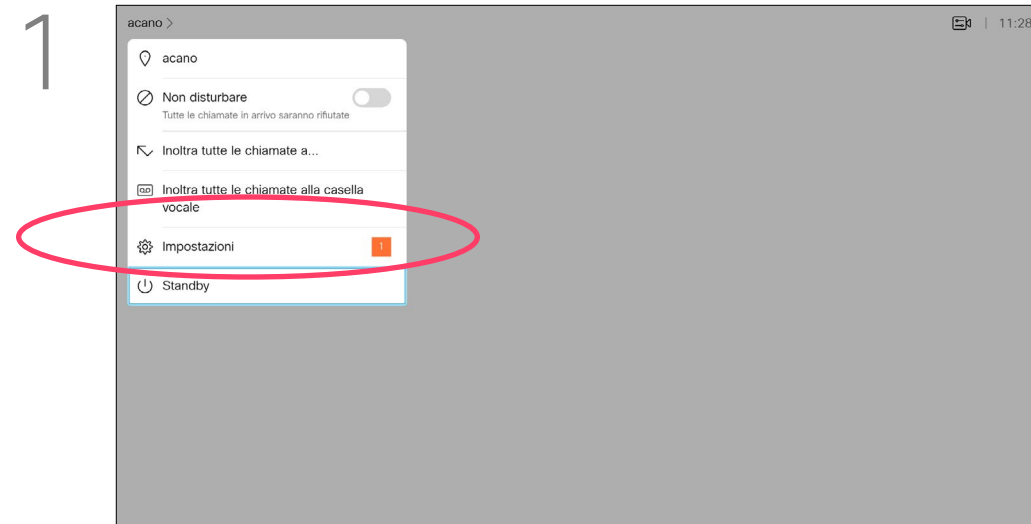 1
acano >
11:28
acano
Non disturbare
Tutte le chiamate in arrivo saranno rifiutate
Inoltra tutte le chiamate a...
Inoltra tutte le chiamate alla casella
vocale
Impostazioni 1
Standby